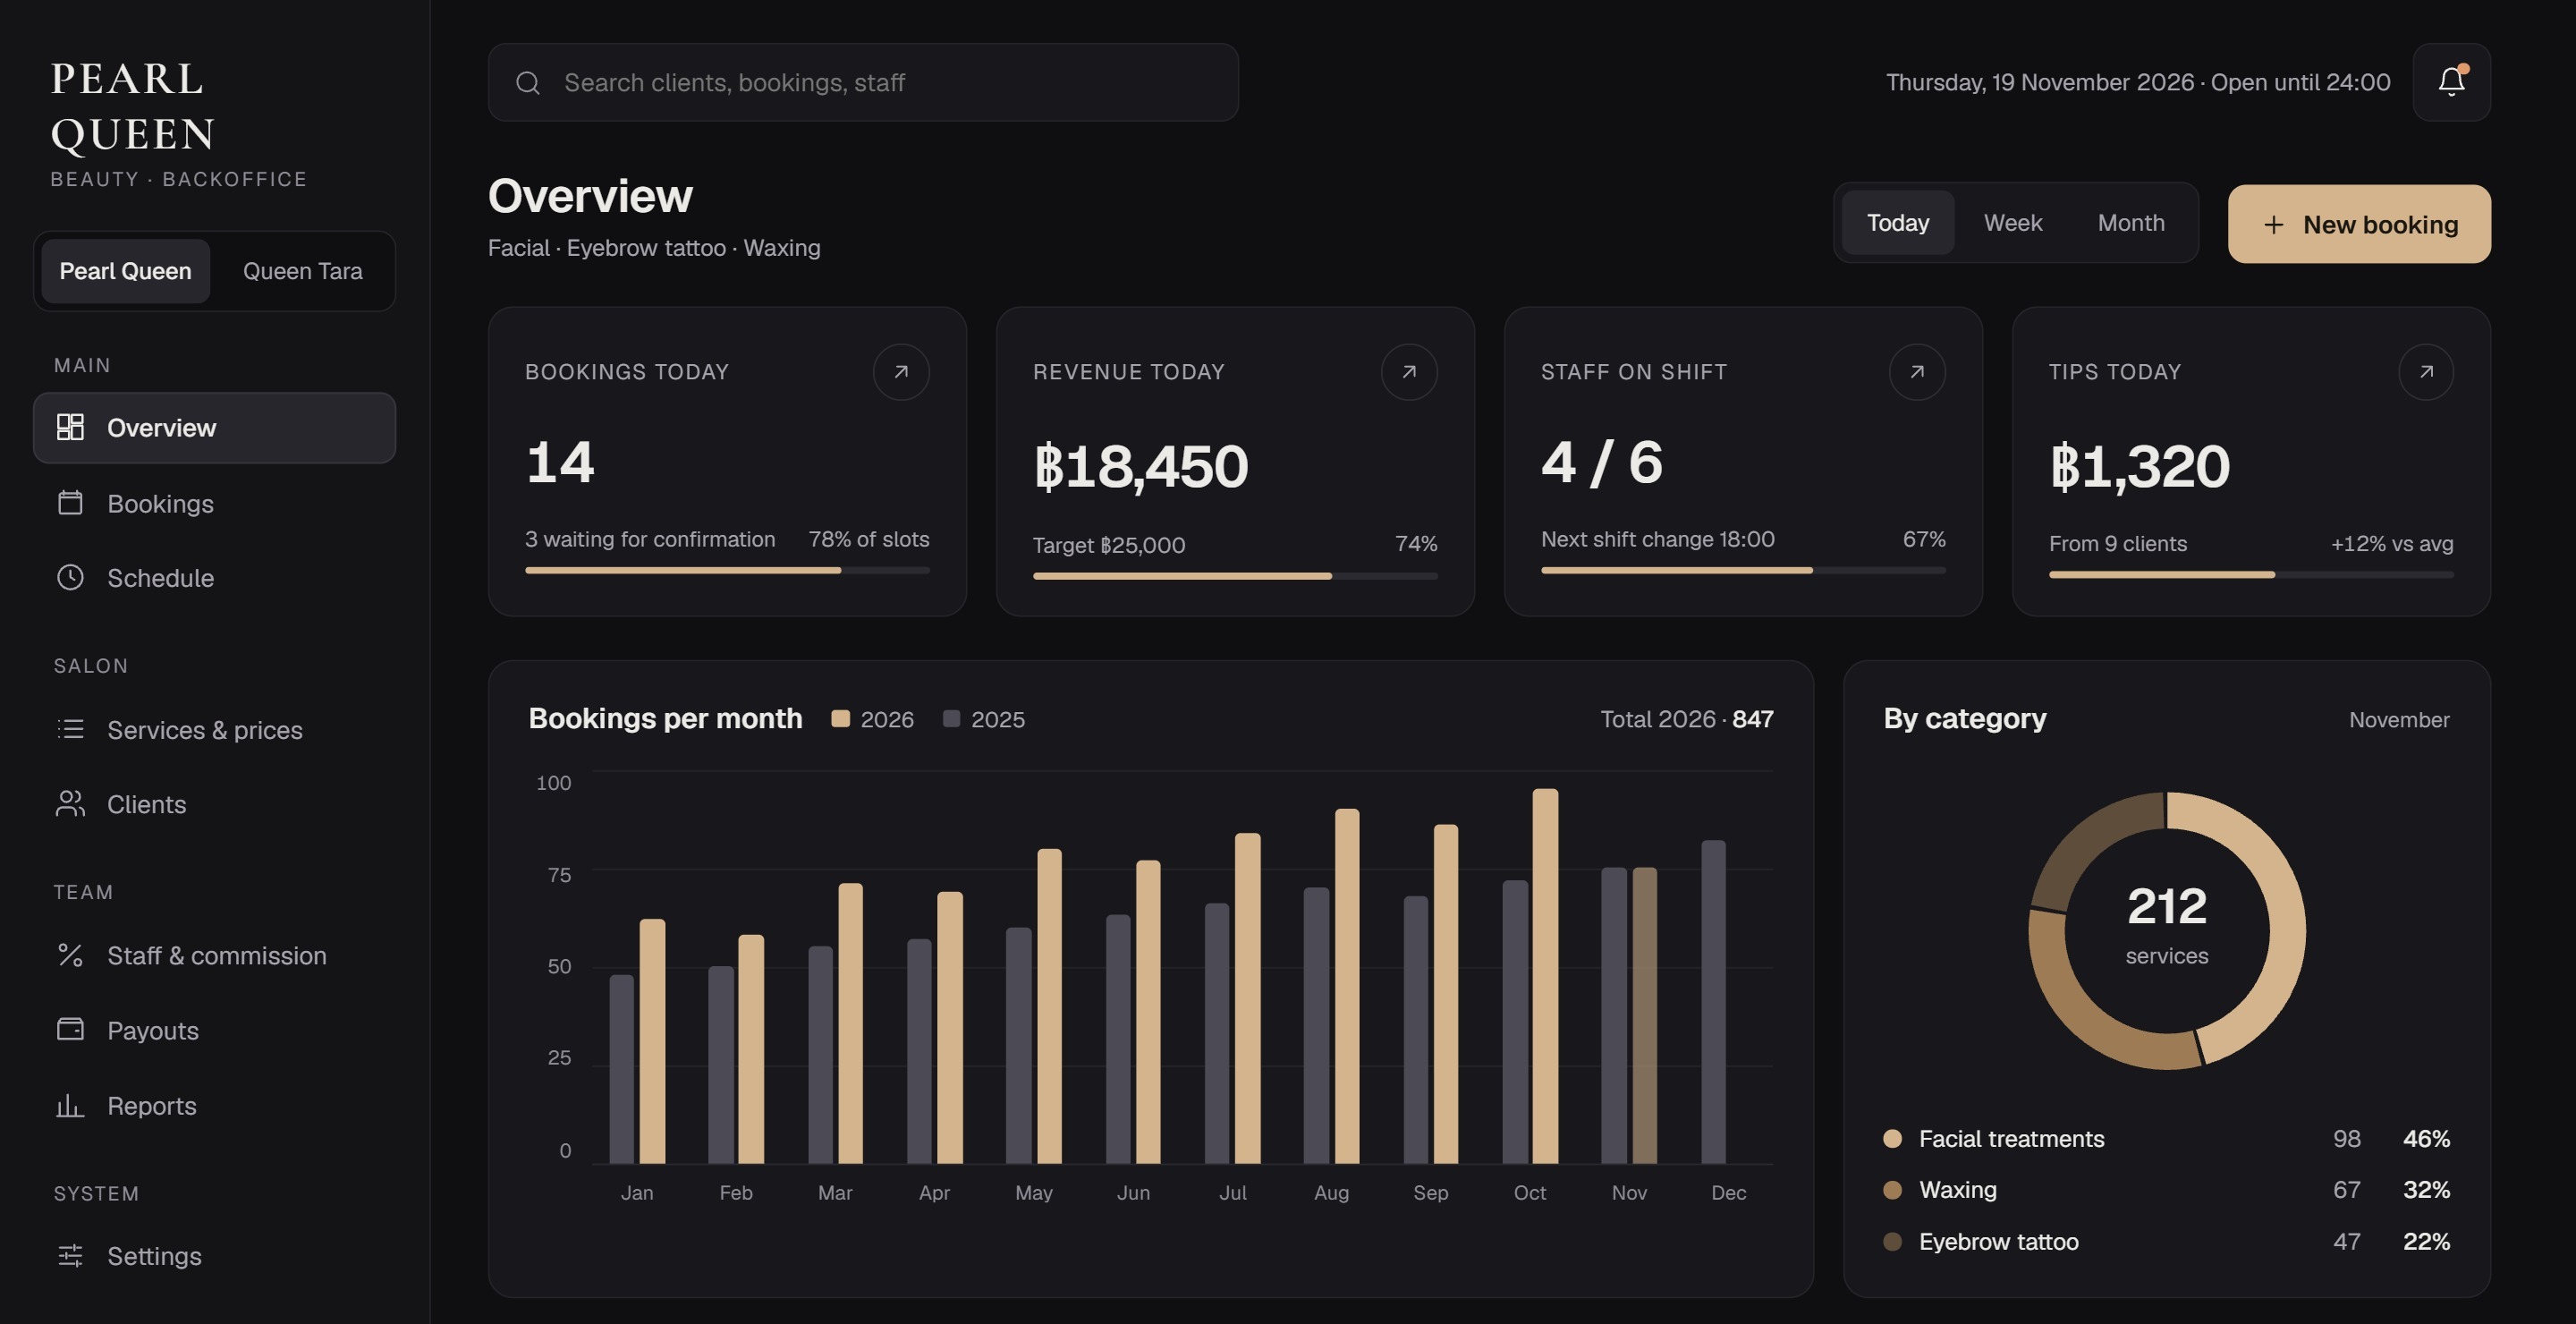 PEARL
QUEEN
BEAUTY · BACKOFFICE
Pearl Queen
Queen Tara
MAIN
Overview
Bookings
Schedule
SALON
Services & prices
Clients
TEAM
Staff & commission
Payouts
Reports
SYSTEM
Settings
Search clients, bookings, staff
Thursday, 19 November 2026 · Open until 24:00
Overview
Facial · Eyebrow tattoo · Waxing
Today
Week
Month
+ New booking
BOOKINGS TODAY
14
3 waiting for confirmation
78% of slots
REVENUE TODAY
฿18,450
Target ฿25,000
74%
STAFF ON SHIFT
4 / 6
Next shift change 18:00
67%
TIPS TODAY
฿1,320
From 9 clients
+12% vs avg
Bookings per month
2026
2025
Total 2026 · 847
100
75
50
25
0
Jan
Feb
Mar
Apr
May
Jun
Jul
Aug
Sep
Oct
Nov
Dec
By category
November
212
services
Facial treatments 98 46%
Waxing 67 32%
Eyebrow tattoo 47 22%